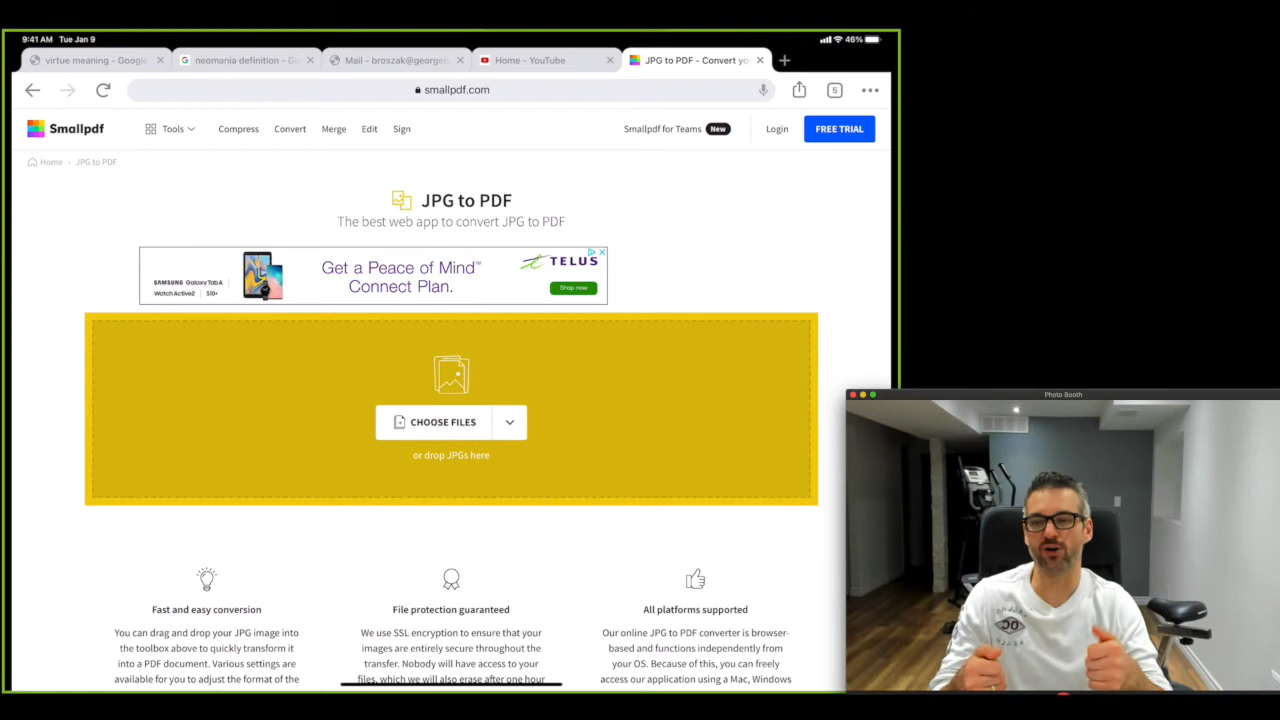 9:41 AM Tue Jan 9
46%
virtue meaning - Google
neomania definition - Go
Mail - broszak@george
Home - YouTube
JPG to PDF - Convert yo
smallpdf.com
5
Smallpdf
Tools
Compress
Convert
Merge
Edit
Sign
Smallpdf for Teams New
Login
FREE TRIAL
Home › JPG to PDF
JPG to PDF
The best web app to convert JPG to PDF
SAMSUNG Galaxy Tab A
Watch Active2 S10+
Get a Peace of Mind™
Connect Plan.
TELUS
Shop now
CHOOSE FILES
or drop JPGs here
Fast and easy conversion
You can drag and drop your JPG image into
the toolbox above to quickly transform it
into a PDF document. Various settings are
available for you to adjust the format of the
File protection guaranteed
We use SSL encryption to ensure that your
images are entirely secure throughout the
transfer. Nobody will have access to your
files, which we will also erase after one hour
All platforms supported
Our online JPG to PDF converter is browser-
based and functions independently from
your OS. Because of this, you can freely
access our application using a Mac, Windows
Photo Booth